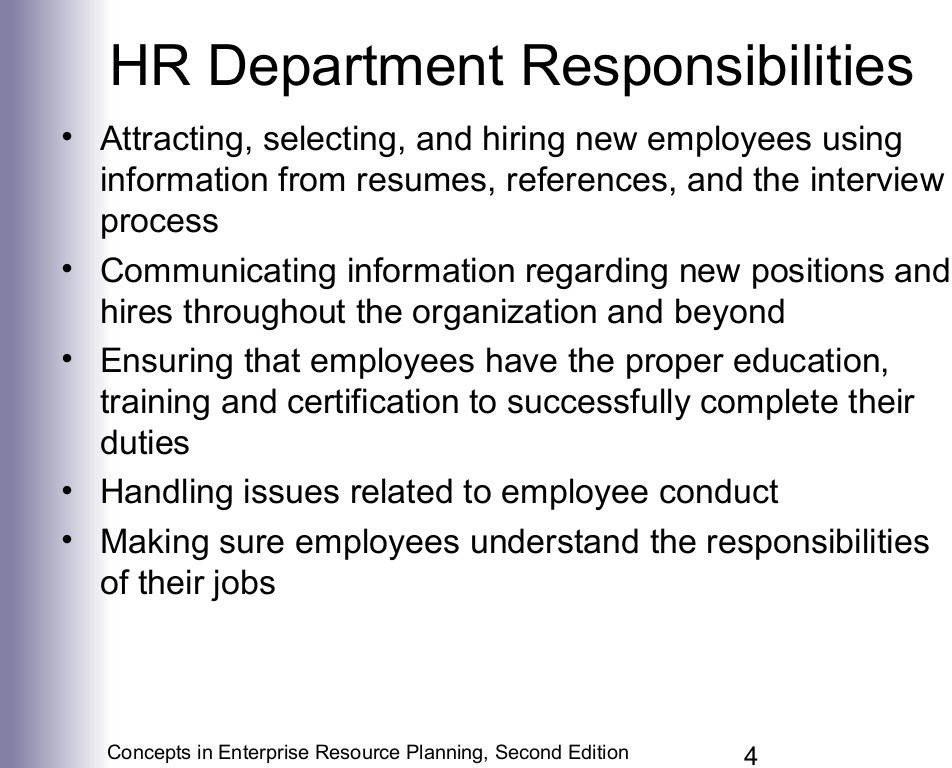 HR Department Responsibilities
• Attracting, selecting, and hiring new employees using
information from resumes, references, and the interview
process
• Communicating information regarding new positions and
hires throughout the organization and beyond
• Ensuring that employees have the proper education,
training and certification to successfully complete their
duties
• Handling issues related to employee conduct
• Making sure employees understand the responsibilities
of their jobs
Concepts in Enterprise Resource Planning, Second Edition
4